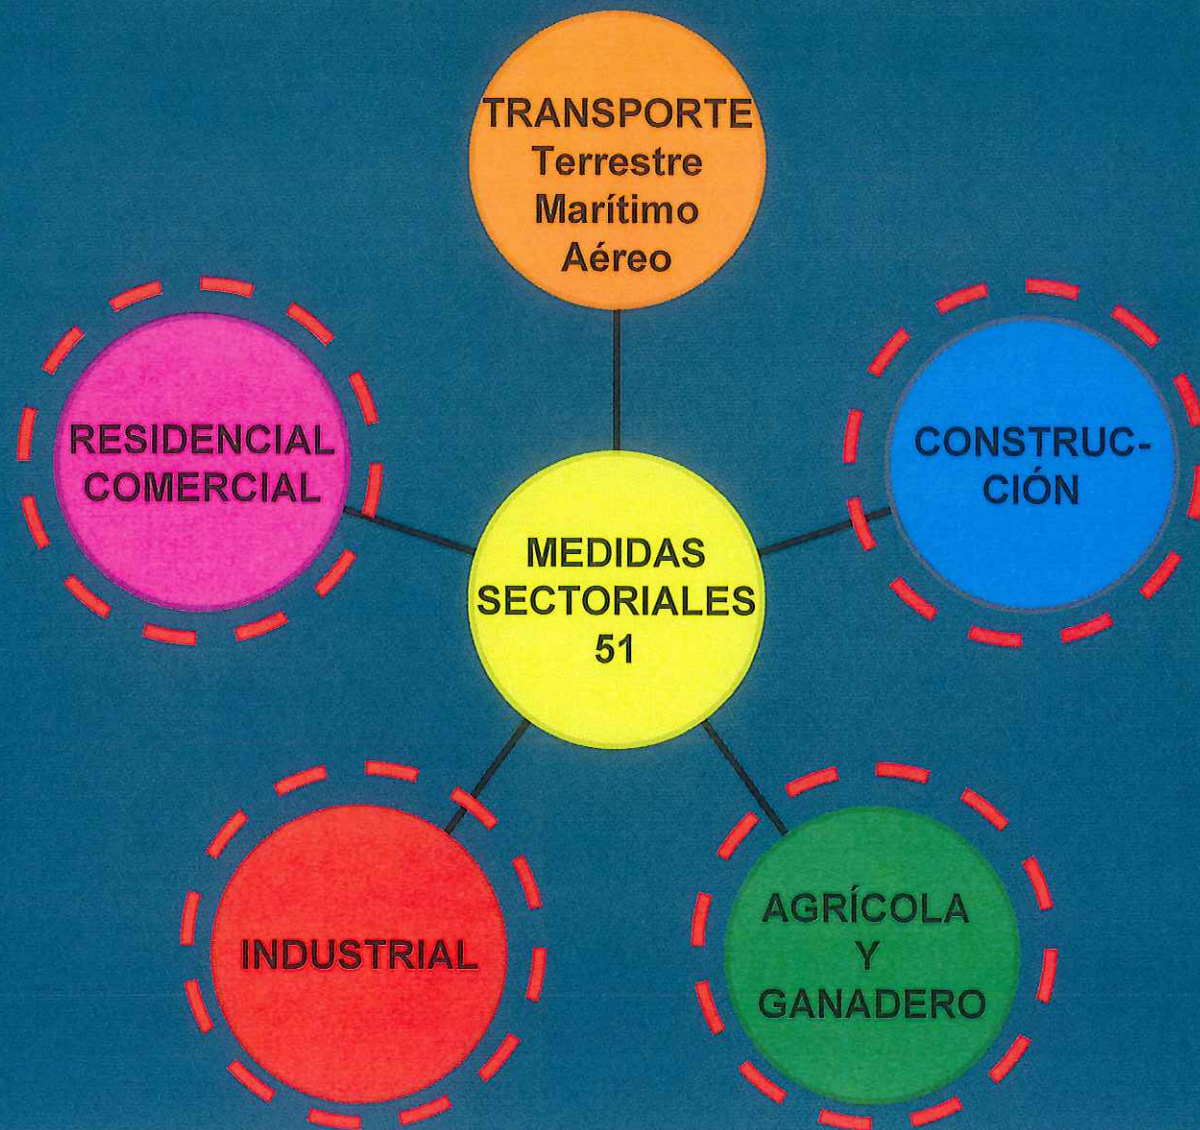 TRANSPORTE
Terrestre
Marítimo
Aéreo
RESIDENCIAL
COMERCIAL
CONSTRUC-
CIÓN
MEDIDAS
SECTORIALES
51
INDUSTRIAL
AGRÍCOLA
Y
GANADERO